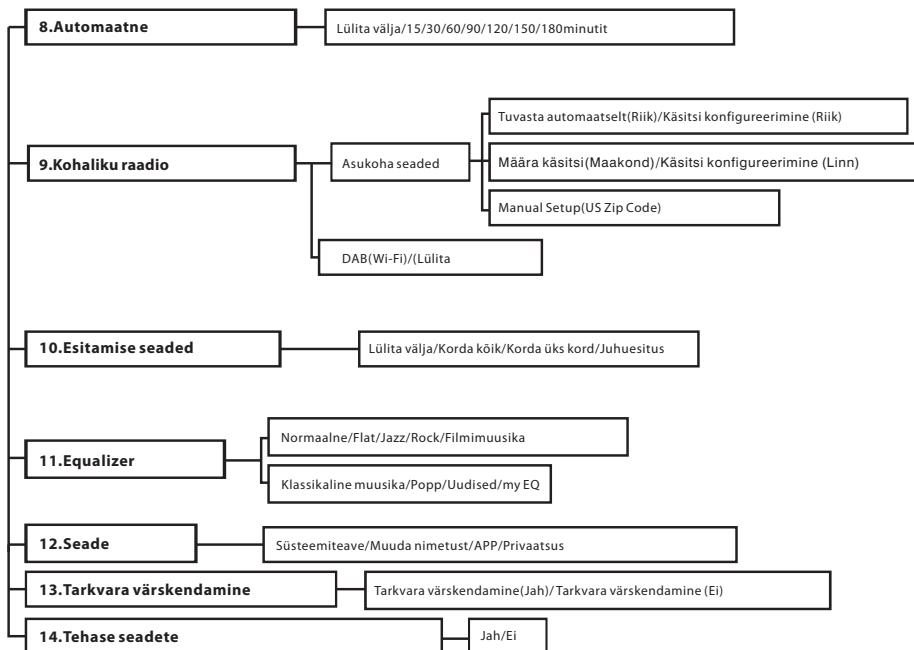 8.Automaatne
Lülita välja/15/30/60/90/120/150/180minutit
Tuvasta automaatselt(Riik)/Käsitsi konfigureerimine (Riik)
9.Kohaliku raadio
Asukoha seaded
Määra käsitsi(Maakond)/Käsitsi konfigureerimine (Linn)
Manual Setup(US Zip Code)
DAB(Wi-Fi)/(Lülita
10.Esitamise seaded
Lülita välja/Korda kõik/Korda üks kord/Juhuesitus
11.Equalizer
Normaalne/Flat/Jazz/Rock/Filmimuusika
Klassikaline muusika/Popp/Uudised/my EQ
12.Seade
Süsteemiteave/Muuda nimetust/APP/Privaatsus
13.Tarkvara värskendamine
Tarkvara värskendamine(Jah)/ Tarkvara värskendamine (Ei)
14.Tehase seadete
Jah/Ei